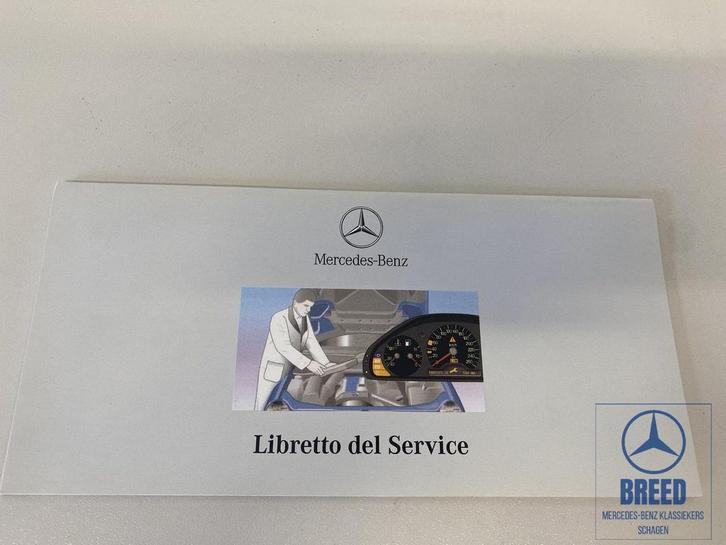 Mercedes-Benz
Libretto del Service
BREED
MERCEDES-BENZ KLASSIEKERS
SCHAGEN